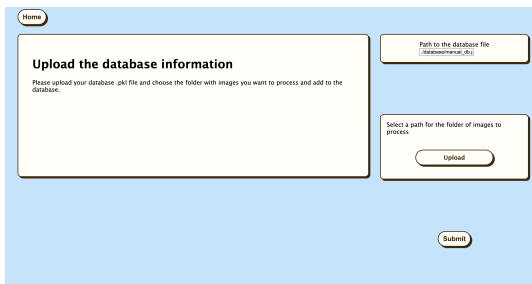 Home
Upload the database information
Please upload your database .pkl file and choose the folder with images you want to process and add to the
database.
Path to the database file
./database/manual_db.p
Select a path for the folder of images to
process
Upload
Submit